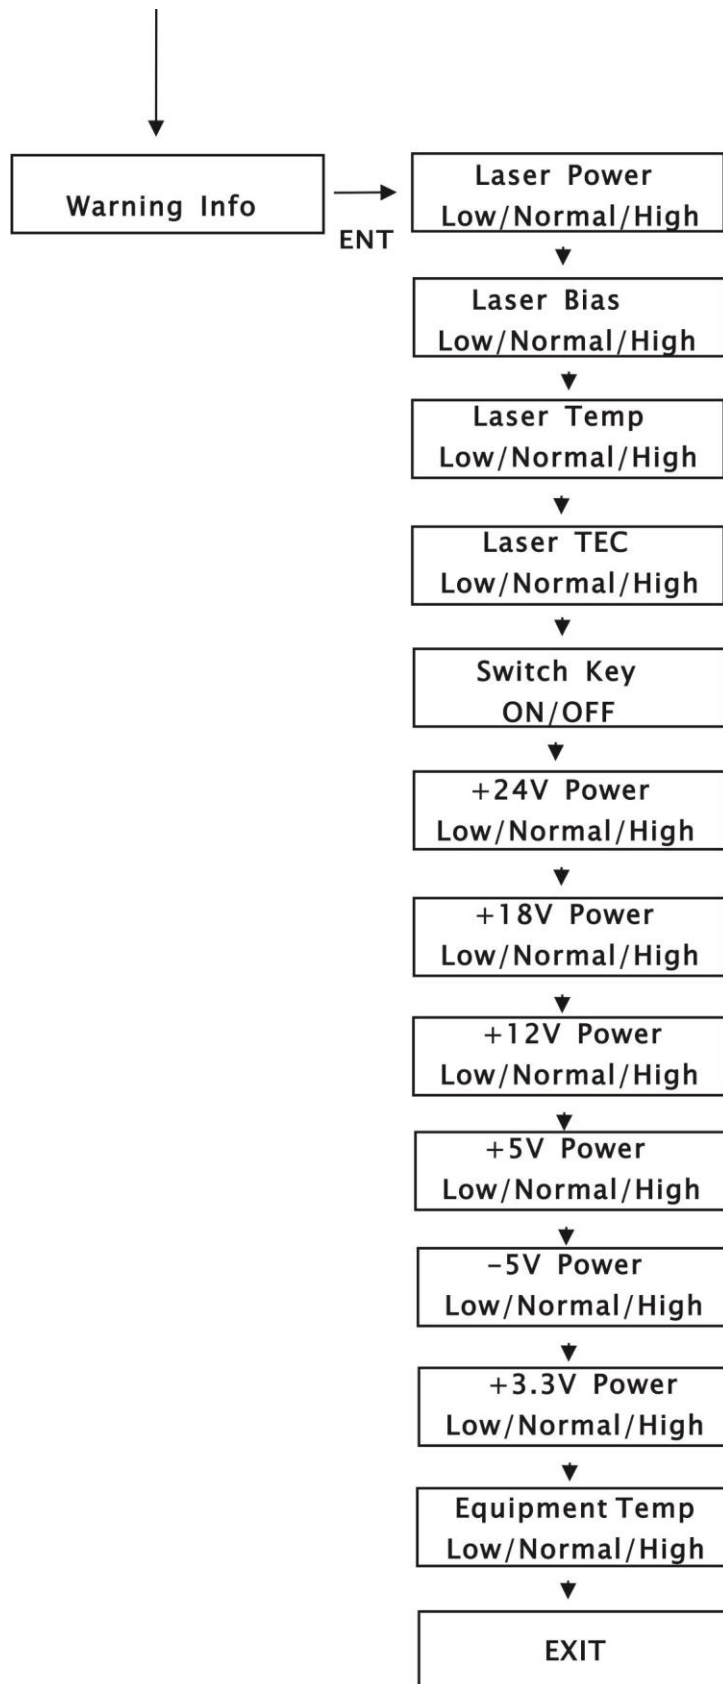 Warning Info
ENT
Laser Power
Low/Normal/High
Laser Bias
Low/Normal/High
Laser Temp
Low/Normal/High
Laser TEC
Low/Normal/High
Switch Key
ON/OFF
+24V Power
Low/Normal/High
+18V Power
Low/Normal/High
+12V Power
Low/Normal/High
+5V Power
Low/Normal/High
-5V Power
Low/Normal/High
+3.3V Power
Low/Normal/High
Equipment Temp
Low/Normal/High
EXIT